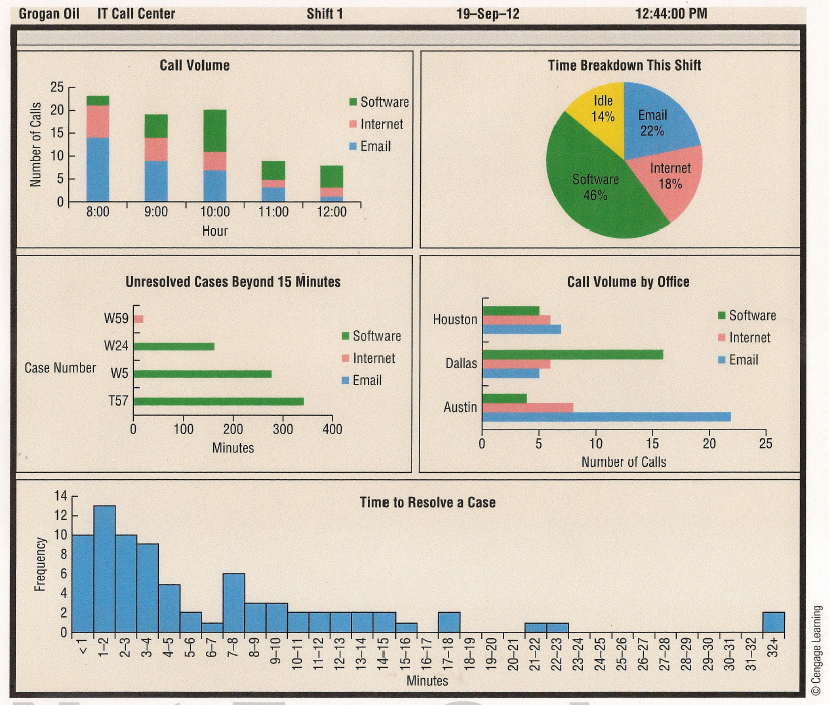 Grogan Oil IT Call Center Shift 1 19–Sep–12 12:44:00 PM
Call Volume
25
20
15
10
5
0
Number of Calls
8:00 9:00 10:00 11:00 12:00
Hour
Software
Internet
Email
Time Breakdown This Shift
Idle
14%
Email
22%
Internet
18%
Software
46%
Unresolved Cases Beyond 15 Minutes
W59
W24
W5
T57
Case Number
0 100 200 300 400
Minutes
Software
Internet
Email
Call Volume by Office
Houston
Dallas
Austin
0 5 10 15 20 25
Number of Calls
Software
Internet
Email
Time to Resolve a Case
14
12
10
8
6
4
2
0
Frequency
< 1 1–2 2–3 3–4 4–5 5–6 6–7 7–8 8–9 9–10 10–11 11–12 12–13 13–14 14–15 15–16 16–17 17–18 18–19 19–20 20–21 21–22 22–23 23–24 24–25 25–26 26–27 27–28 28–29 29–30 30–31 31–32 32+
Minutes
© Cengage Learning